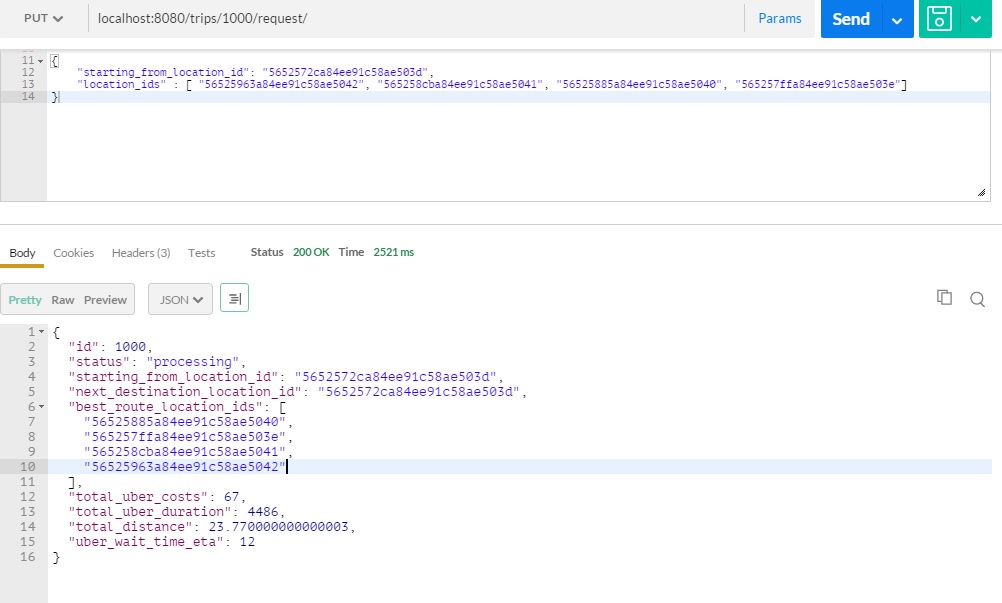 PUT localhost:8080/trips/1000/request/ Params Send
11 {
12 "starting_from_location_id": "5652572ca84ee91c58ae503d",
13 "location_ids" : [ "56525963a84ee91c58ae5042", "565258cba84ee91c58ae5041", "56525885a84ee91c58ae5040", "565257ffa84ee91c58ae503e"]
14 }
Body Cookies Headers (3) Tests Status 200 OK Time 2521 ms
Pretty Raw Preview JSON
1 {
2 "id": 1000,
3 "status": "processing",
4 "starting_from_location_id": "5652572ca84ee91c58ae503d",
5 "next_destination_location_id": "5652572ca84ee91c58ae503d",
6 "best_route_location_ids": [
7 "56525885a84ee91c58ae5040",
8 "565257ffa84ee91c58ae503e",
9 "565258cba84ee91c58ae5041",
10 "56525963a84ee91c58ae5042"
11 ],
12 "total_uber_costs": 67,
13 "total_uber_duration": 4486,
14 "total_distance": 23.770000000000003,
15 "uber_wait_time_eta": 12
16 }